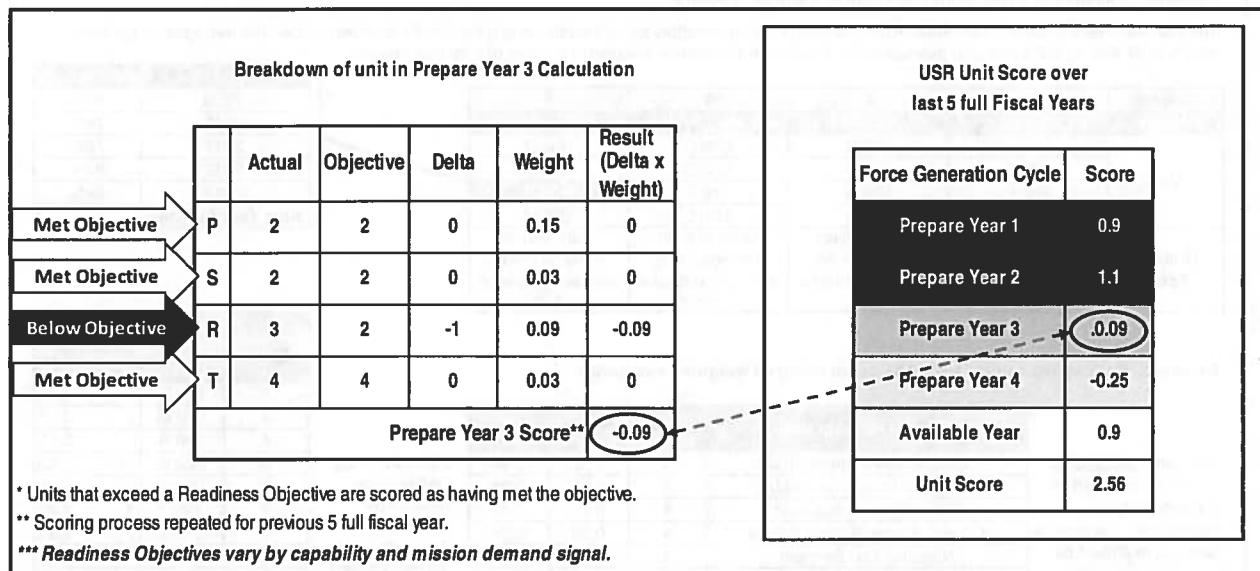 Breakdown of unit in Prepare Year 3 Calculation
Actual Objective Delta Weight Result (Delta x Weight)
Met Objective P 2 2 0 0.15 0
Met Objective S 2 2 0 0.03 0
Below Objective R 3 2 -1 0.09 -0.09
Met Objective T 4 4 0 0.03 0
Prepare Year 3 Score** -0.09
* Units that exceed a Readiness Objective are scored as having met the objective.
** Scoring process repeated for previous 5 full fiscal year.
*** Readiness Objectives vary by capability and mission demand signal.
USR Unit Score over
last 5 full Fiscal Years
Force Generation Cycle Score
Prepare Year 1 0.9
Prepare Year 2 1.1
Prepare Year 3 .0.09
Prepare Year 4 -0.25
Available Year 0.9
Unit Score 2.56